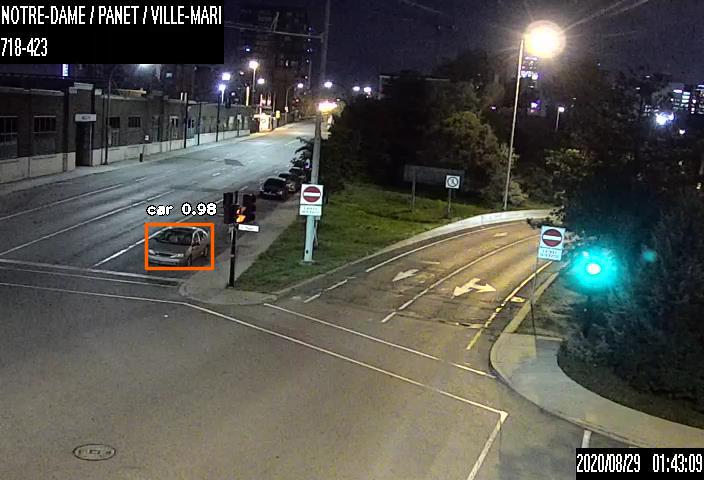 NOTRE-DAME / PANET / VILLE-MARI
718-423
car 0.98
2020/08/29 01:43:09